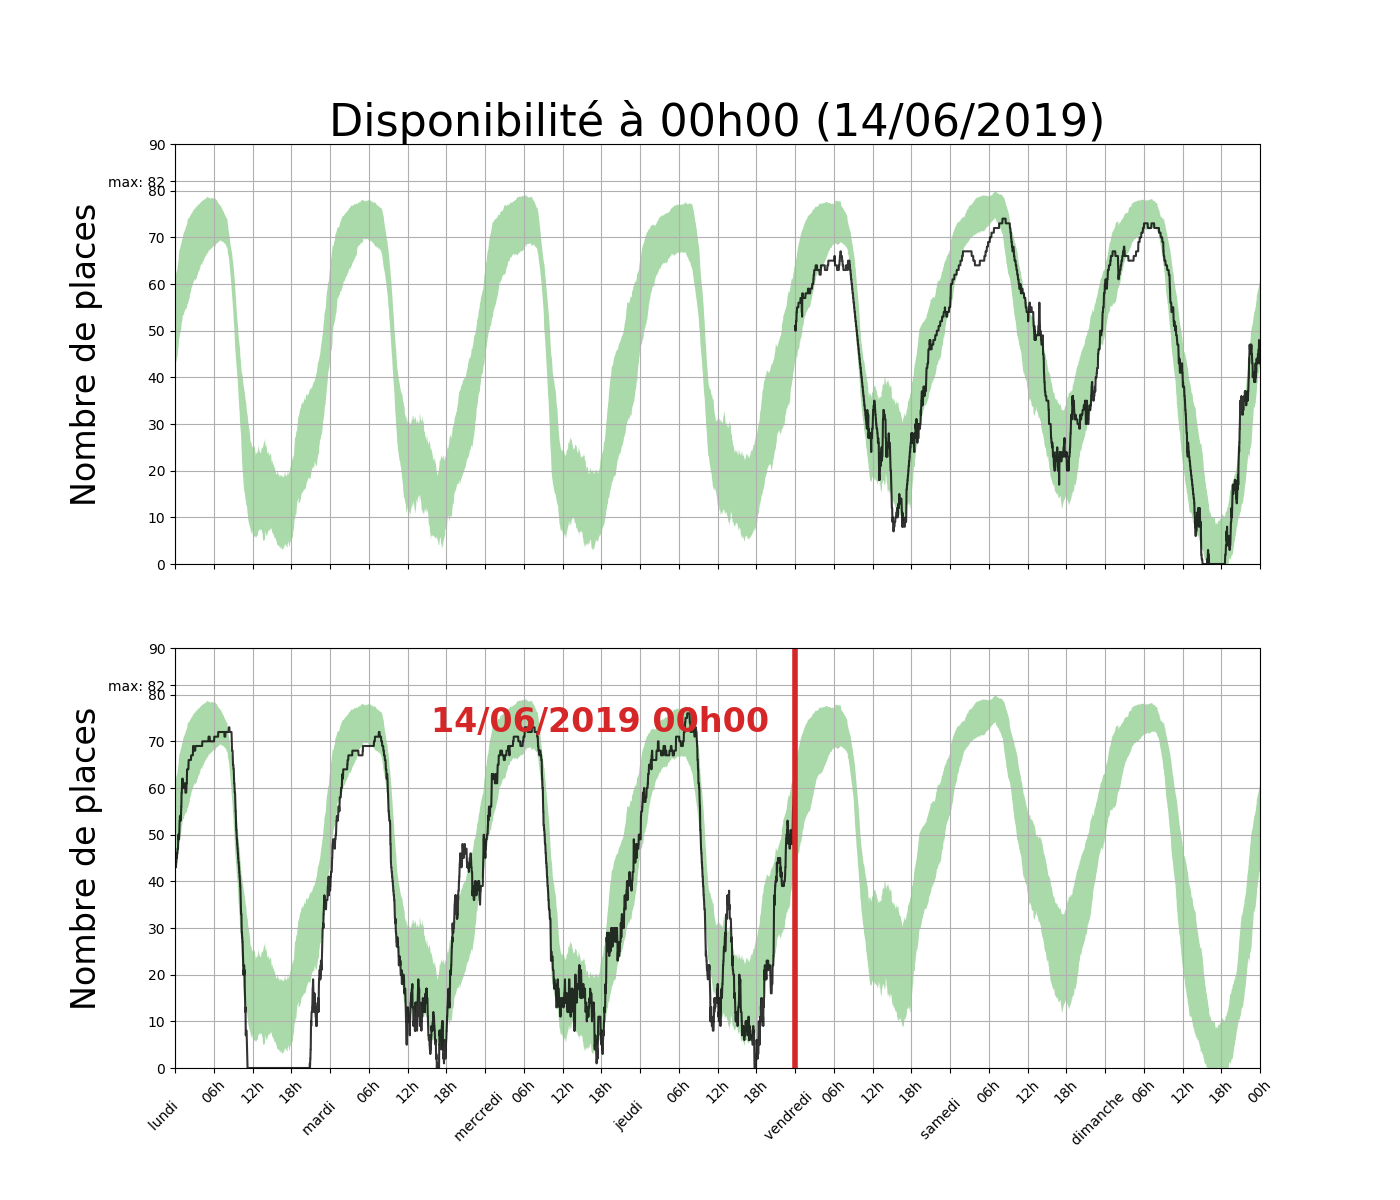 Disponibilité à 00h00 (14/06/2019)
90
max: 82
80
70
60
50
40
30
20
10
0
Nombre de places
90
max: 82
80
70
60
50
40
30
20
10
0
Nombre de places
14/06/2019 00h00
lundi 06h 12h 18h mardi 06h 12h 18h mercredi 06h 12h 18h jeudi 06h 12h 18h vendredi 06h 12h 18h samedi 06h 12h 18h dimanche 06h 12h 18h 00h